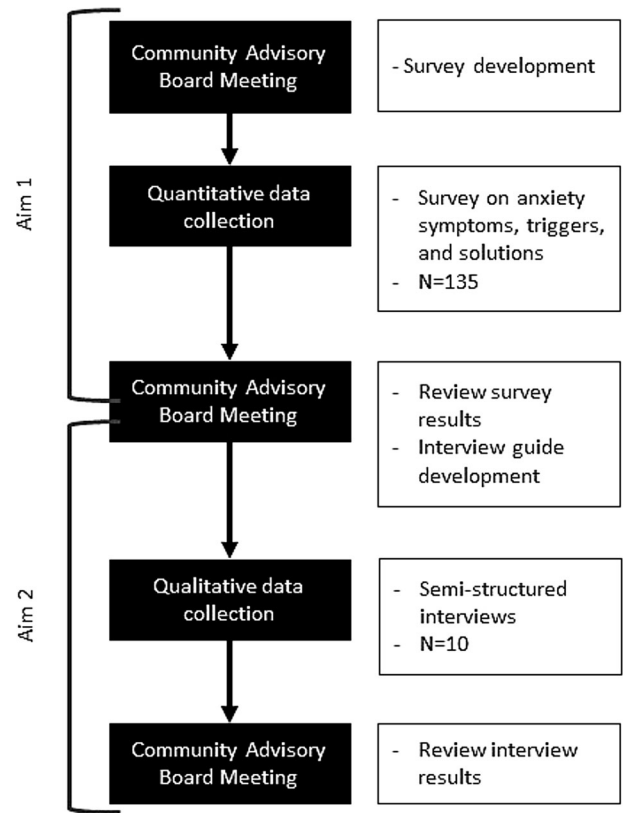 Aim 1
Community Advisory
Board Meeting
- Survey development
Quantitative data
collection
- Survey on anxiety
symptoms, triggers,
and solutions
- N=135
Community Advisory
Board Meeting
- Review survey
results
- Interview guide
development
Aim 2
Qualitative data
collection
- Semi-structured
interviews
- N=10
Community Advisory
Board Meeting
- Review interview
results